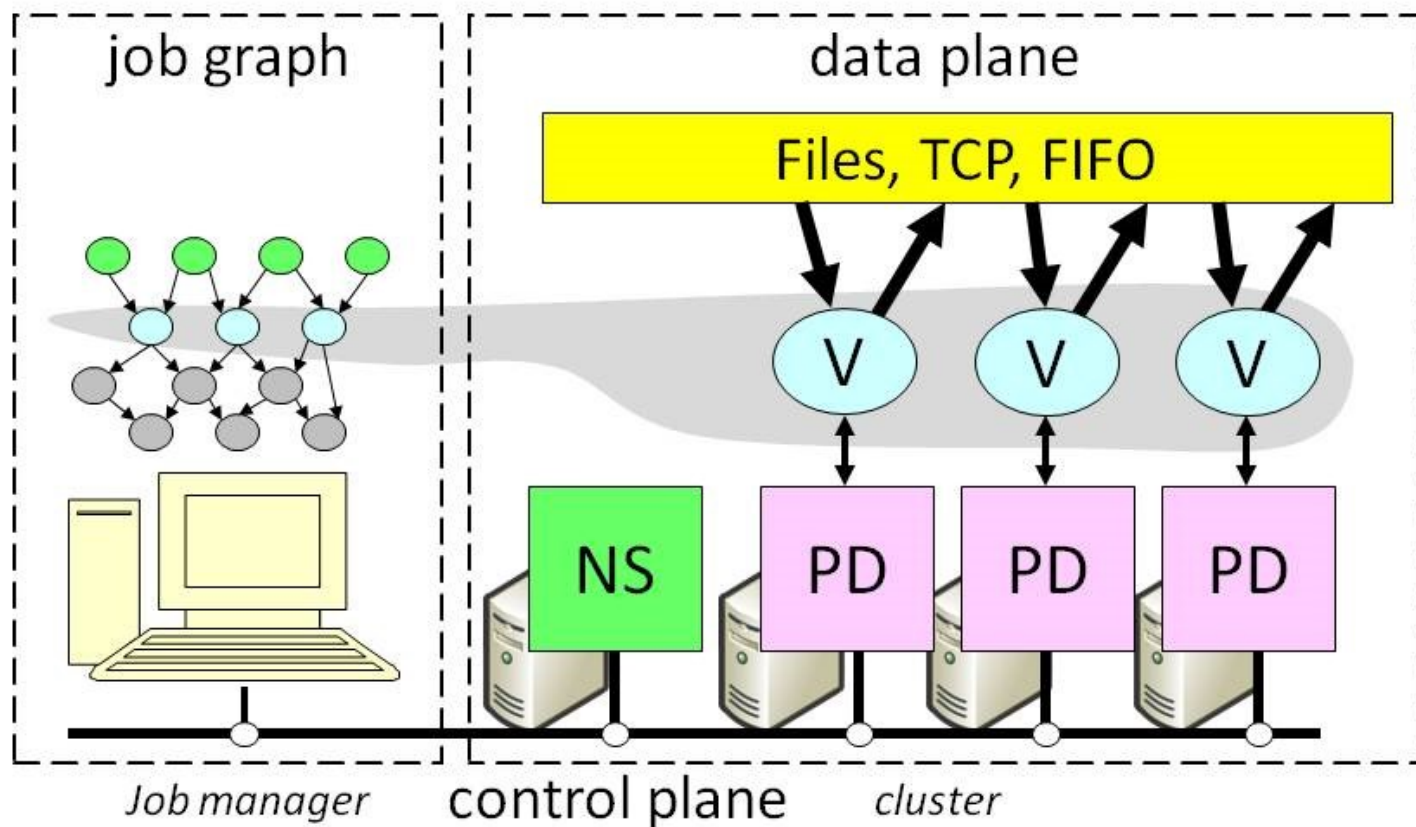 job graph
data plane
Files, TCP, FIFO
V
V
V
NS
PD
PD
PD
Job manager
control plane
cluster